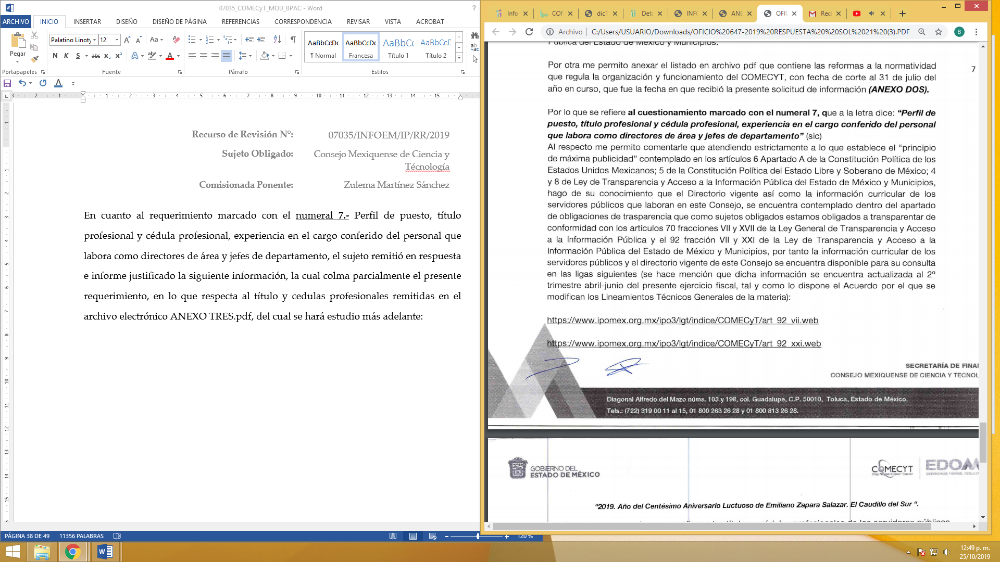 07035_COMECyT_MOD_BPAC - Word
ARCHIVO INICIO INSERTAR DISEÑO DISEÑO DE PÁGINA REFERENCIAS CORRESPONDENCIA REVISAR VISTA ACROBAT
Palatino Linoty 12
Pegar
AaBbCcDc AaBbCcDc AaBbCc AaBbCcD
¶ Normal Francesa Título 1 Título 2
Portapapeles Fuente Párrafo Estilos
Recurso de Revisión N°: 07035/INFOEM/IP/RR/2019
Sujeto Obligado: Consejo Mexiquense de Ciencia y
Técnología
Comisionada Ponente: Zulema Martínez Sánchez
En cuanto al requerimiento marcado con el numeral 7.- Perfil de puesto, título
profesional y cédula profesional, experiencia en el cargo conferido del personal que
labora como directores de área y jefes de departamento, el sujeto remitió en respuesta
e informe justificado la siguiente información, la cual colma parcialmente el presente
requerimiento, en lo que respecta al título y cedulas profesionales remitidas en el
archivo electrónico ANEXO TRES.pdf, del cual se hará estudio más adelante:
PÁGINA 38 DE 49 11356 PALABRAS 120 %
Info CON dic1 Deta INFC ANE OFIC Reci
Archivo C:/Users/USUARIO/Downloads/OFICIO%20647-2019%20RESPUESTA%20%20SOL%2021%20(3).PDF
Pública del Estado de México y Municipios.
Por otra me permito anexar el listado en archivo pdf que contiene las reformas a la normatividad
7
que regula la organización y funcionamiento del COMECYT, con fecha de corte al 31 de julio del
año en curso, que fue la fecha en que recibió la presente solicitud de información (ANEXO DOS).
Por lo que se refiere al cuestionamiento marcado con el numeral 7, que a la letra dice: “Perfil de
puesto, título profesional y cédula profesional, experiencia en el cargo conferido del personal
que labora como directores de área y jefes de departamento” (sic)
Al respecto me permito comentarle que atendiendo estrictamente a lo que establece el “principio
de máxima publicidad” contemplado en los artículos 6 Apartado A de la Constitución Política de los
Estados Unidos Mexicanos; 5 de la Constitución Política del Estado Libre y Soberano de México; 4
y 8 de Ley de Transparencia y Acceso a la Información Pública del Estado de México y Municipios,
hago de su conocimiento que el Directorio vigente así como la información curricular de los
servidores públicos que laboran en este Consejo, se encuentra contemplado dentro del apartado
de obligaciones de trasparencia que como sujetos obligados estamos obligados a transparentar de
conformidad con los artículos 70 fracciones VII y XVII de la Ley General de Transparencia y Acceso
a la Información Pública y el 92 fracción VII y XXI de la Ley de Transparencia y Acceso a la
Información Pública del Estado de México y Municipios, por tanto la información curricular de los
servidores públicos y el directorio vigente de este Consejo se encuentra disponible para su consulta
en las ligas siguientes (se hace mención que dicha información se encuentra actualizada al 2º
trimestre abril-junio del presente ejercicio fiscal, tal y como lo dispone el Acuerdo por el que se
modifican los Lineamientos Técnicos Generales de la materia):
https://www.ipomex.org.mx/ipo3/lgt/indice/COMECyT/art_92_vii.web
https://www.ipomex.org.mx/ipo3/lgt/indice/COMECyT/art_92_xxi.web
SECRETARÍA DE FINAN
CONSEJO MEXIQUENSE DE CIENCIA Y TECNOL
Diagonal Alfredo del Mazo núms. 103 y 198, col. Guadalupe, C.P. 50010, Toluca, Estado de México.
Tels.: (722) 319 00 11 al 15, 01 800 263 26 28 y 01 800 813 26 28.
GOBIERNO DEL
ESTADO DE MÉXICO
COMECYT EDOM
“2019. Año del Centésimo Aniversario Luctuoso de Emiliano Zapara Salazar. El Caudillo del Sur “.
12:49 p. m.
25/10/2019